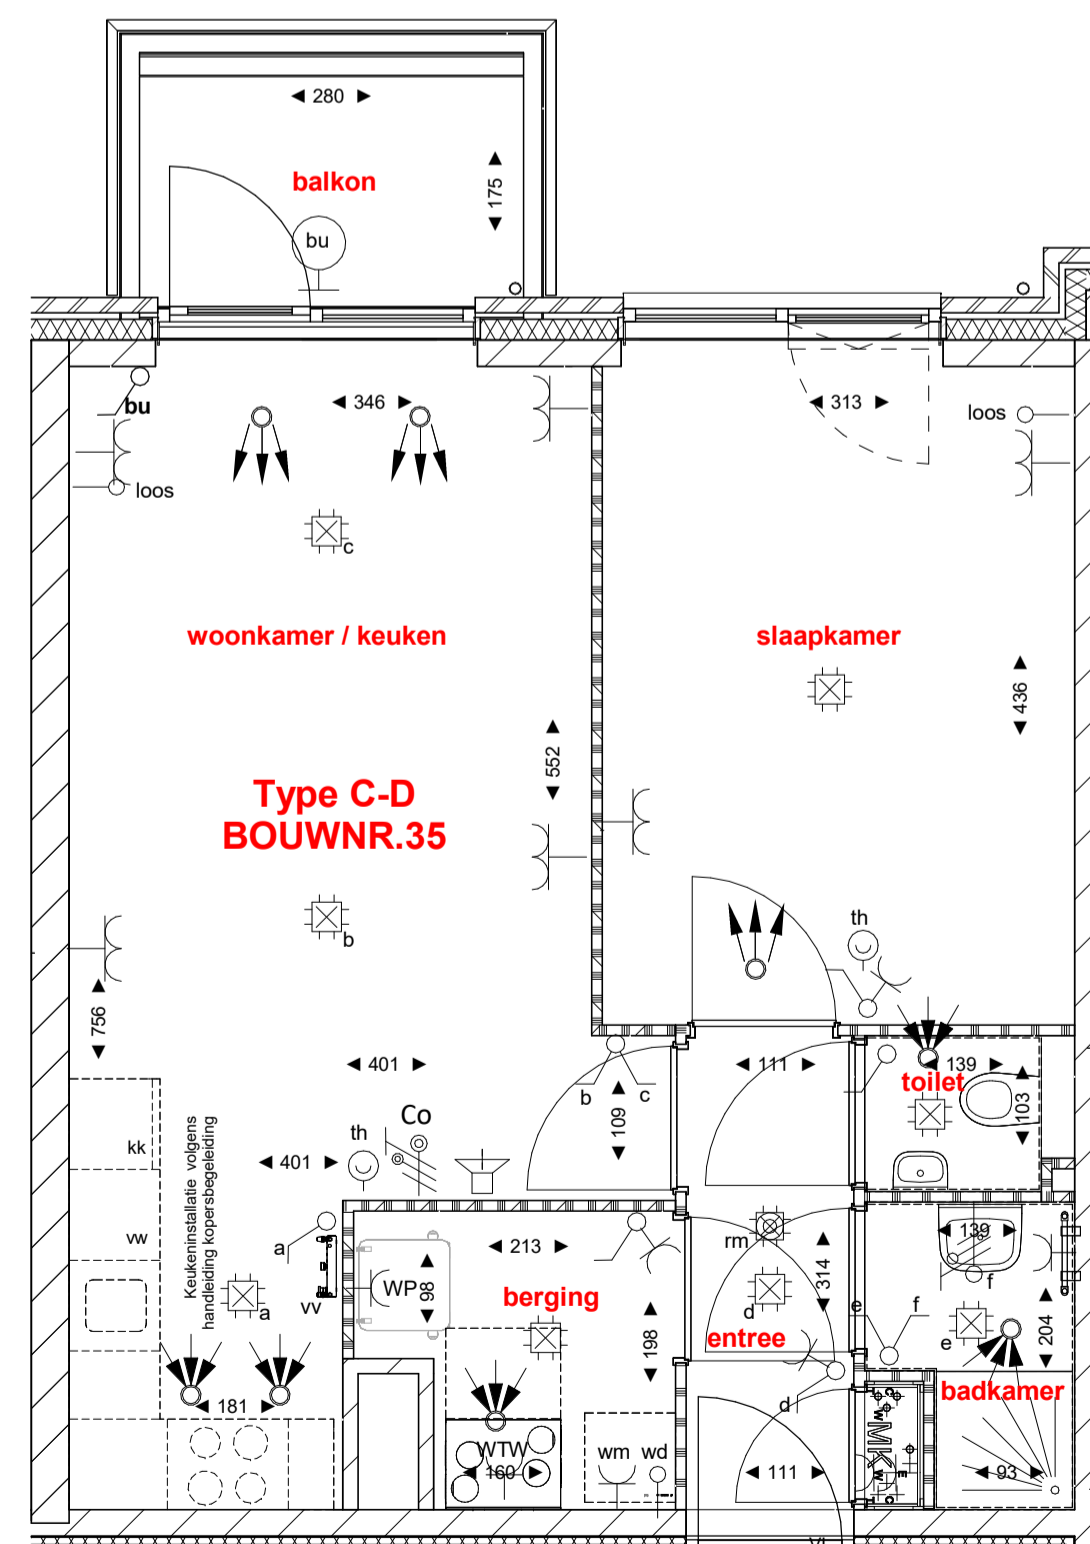 280
balkon
175
bu
bu
346
313
loos
loos
c
woonkamer / keuken
slaapkamer
436
552
Type C-D
BOUWNR.35
b
th
756
401
111
139
toilet
103
b
c
109
Co
th
401
kk
vw
Keukeninstallatie volgens
handleiding kopersbegeleiding
a
a
vv
WP
98
213
berging
198
rm
314
d
entree
d
139
f
e
f
e
204
badkamer
181
WTW
160
wm
wd
111
MK
C
W
E
W
C
93